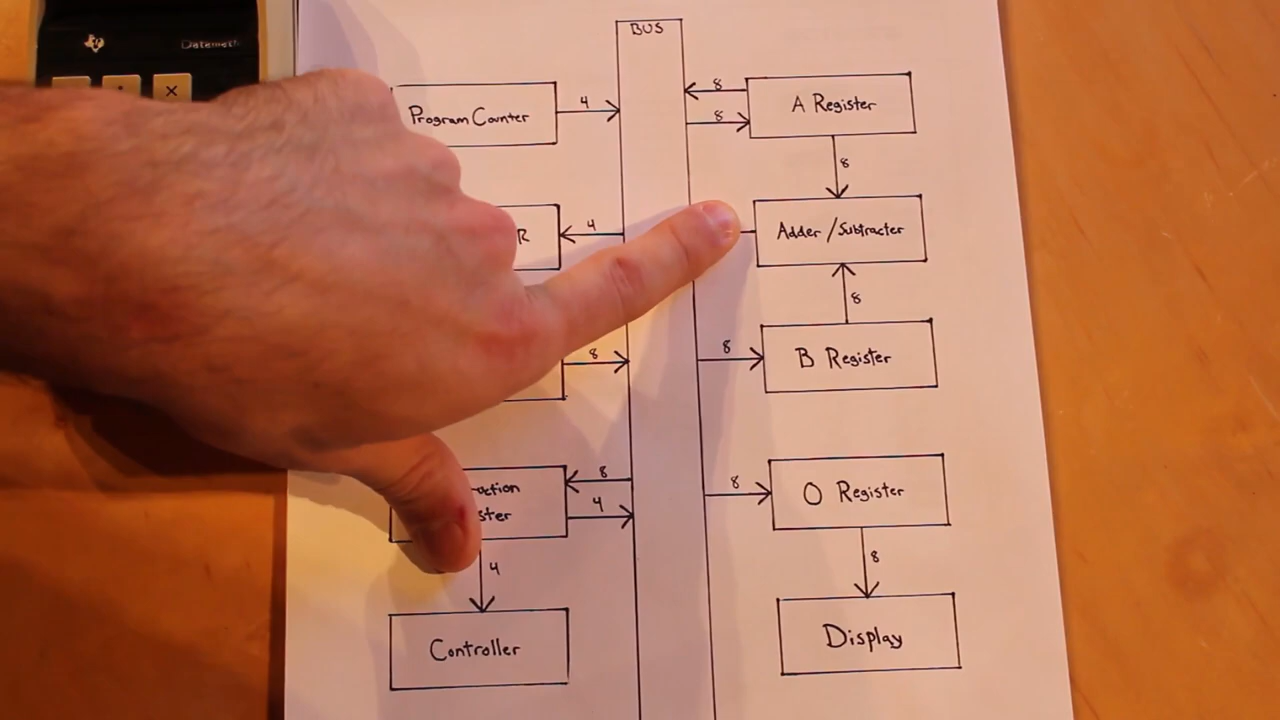 Datamath
×
BUS
Program Counter
4
8
8
A Register
8
R
4
Adder/Subtracter
8
8
8
B Register
8
4
8
O Register
4
8
Controller
Display